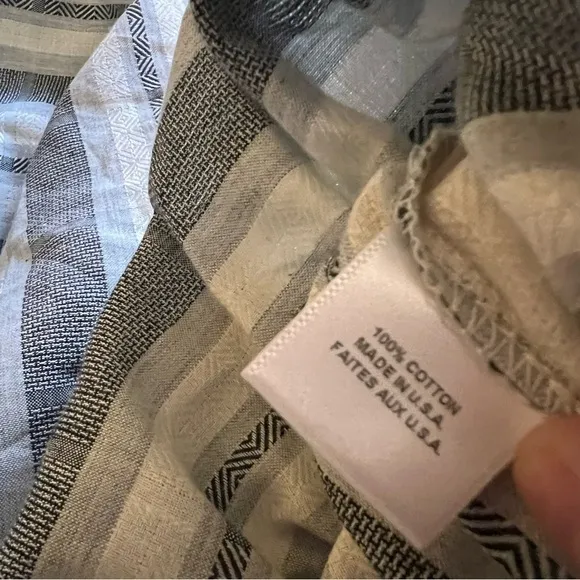 100% COTTON
MADE IN U.S.A.
FAITES AUX U.S.A.